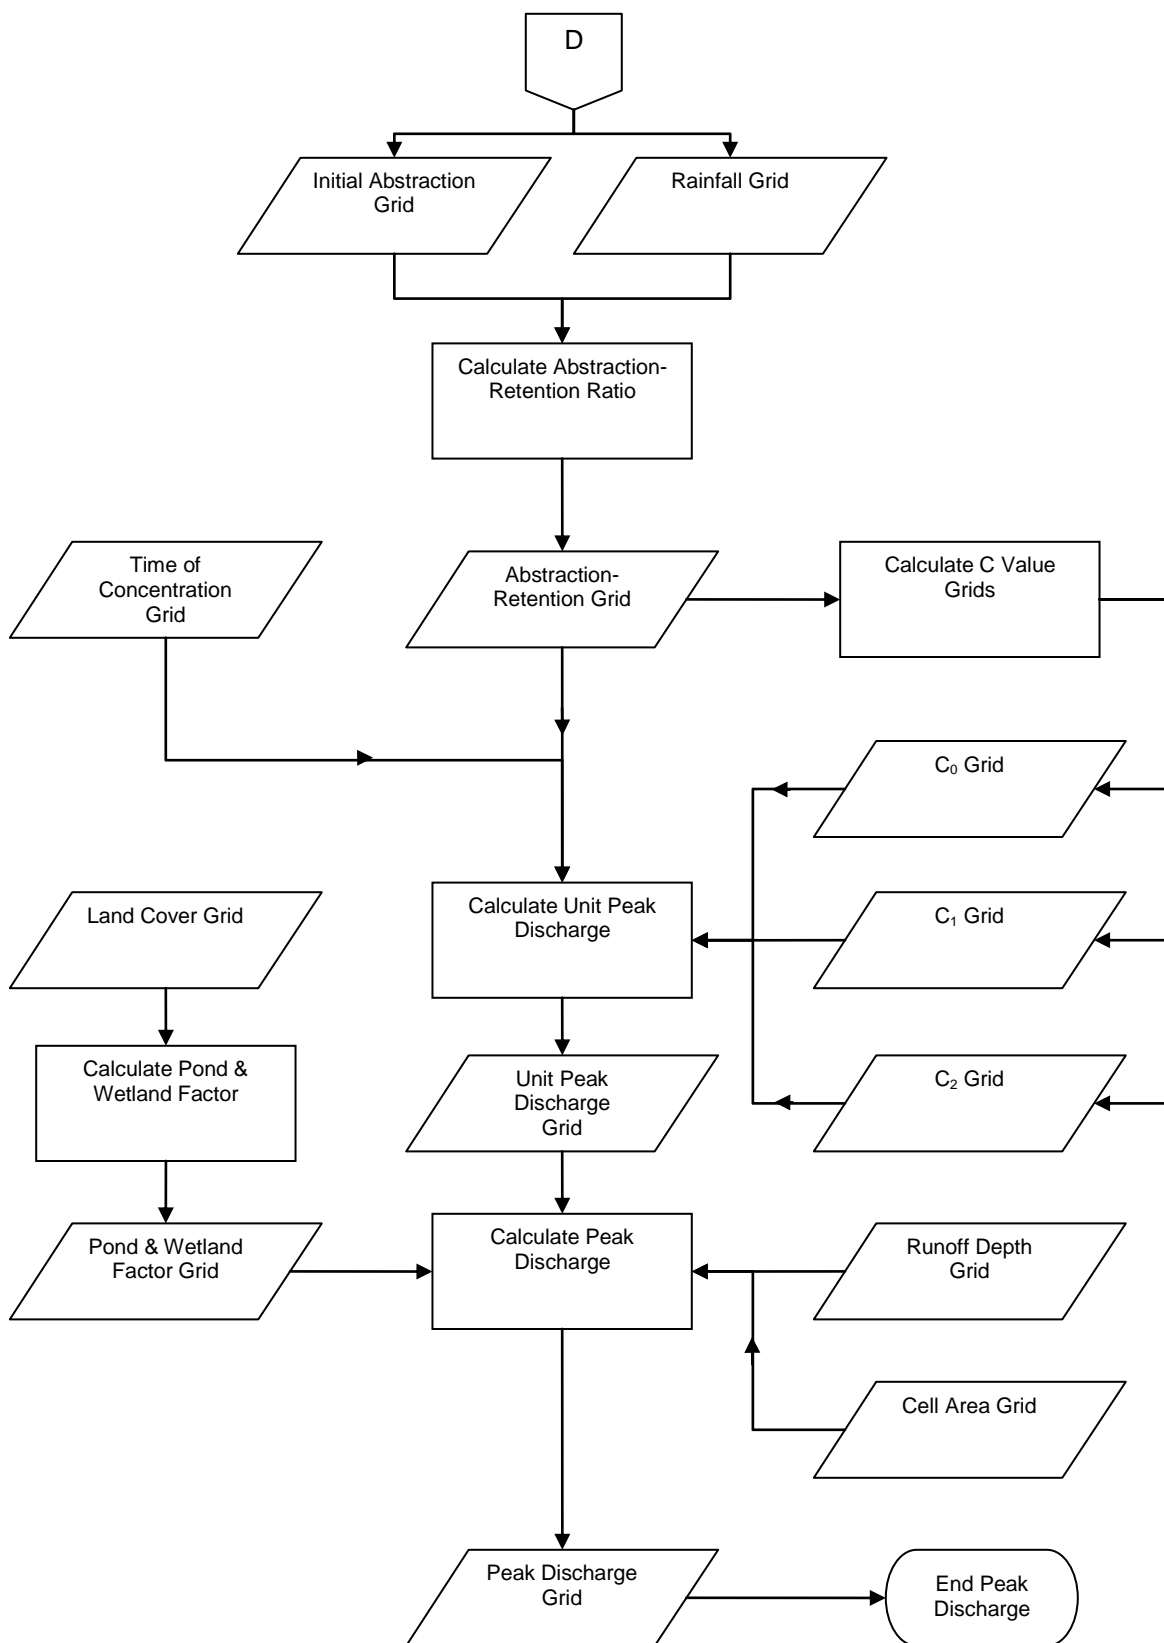 D
Initial Abstraction
Grid
Rainfall Grid
Calculate Abstraction-
Retention Ratio
Time of
Concentration
Grid
Abstraction-
Retention Grid
Calculate C Value
Grids
C₀ Grid
Land Cover Grid
Calculate Unit Peak
Discharge
C₁ Grid
Calculate Pond &
Wetland Factor
Unit Peak
Discharge
Grid
C₂ Grid
Pond & Wetland
Factor Grid
Calculate Peak
Discharge
Runoff Depth
Grid
Cell Area Grid
Peak Discharge
Grid
End Peak
Discharge